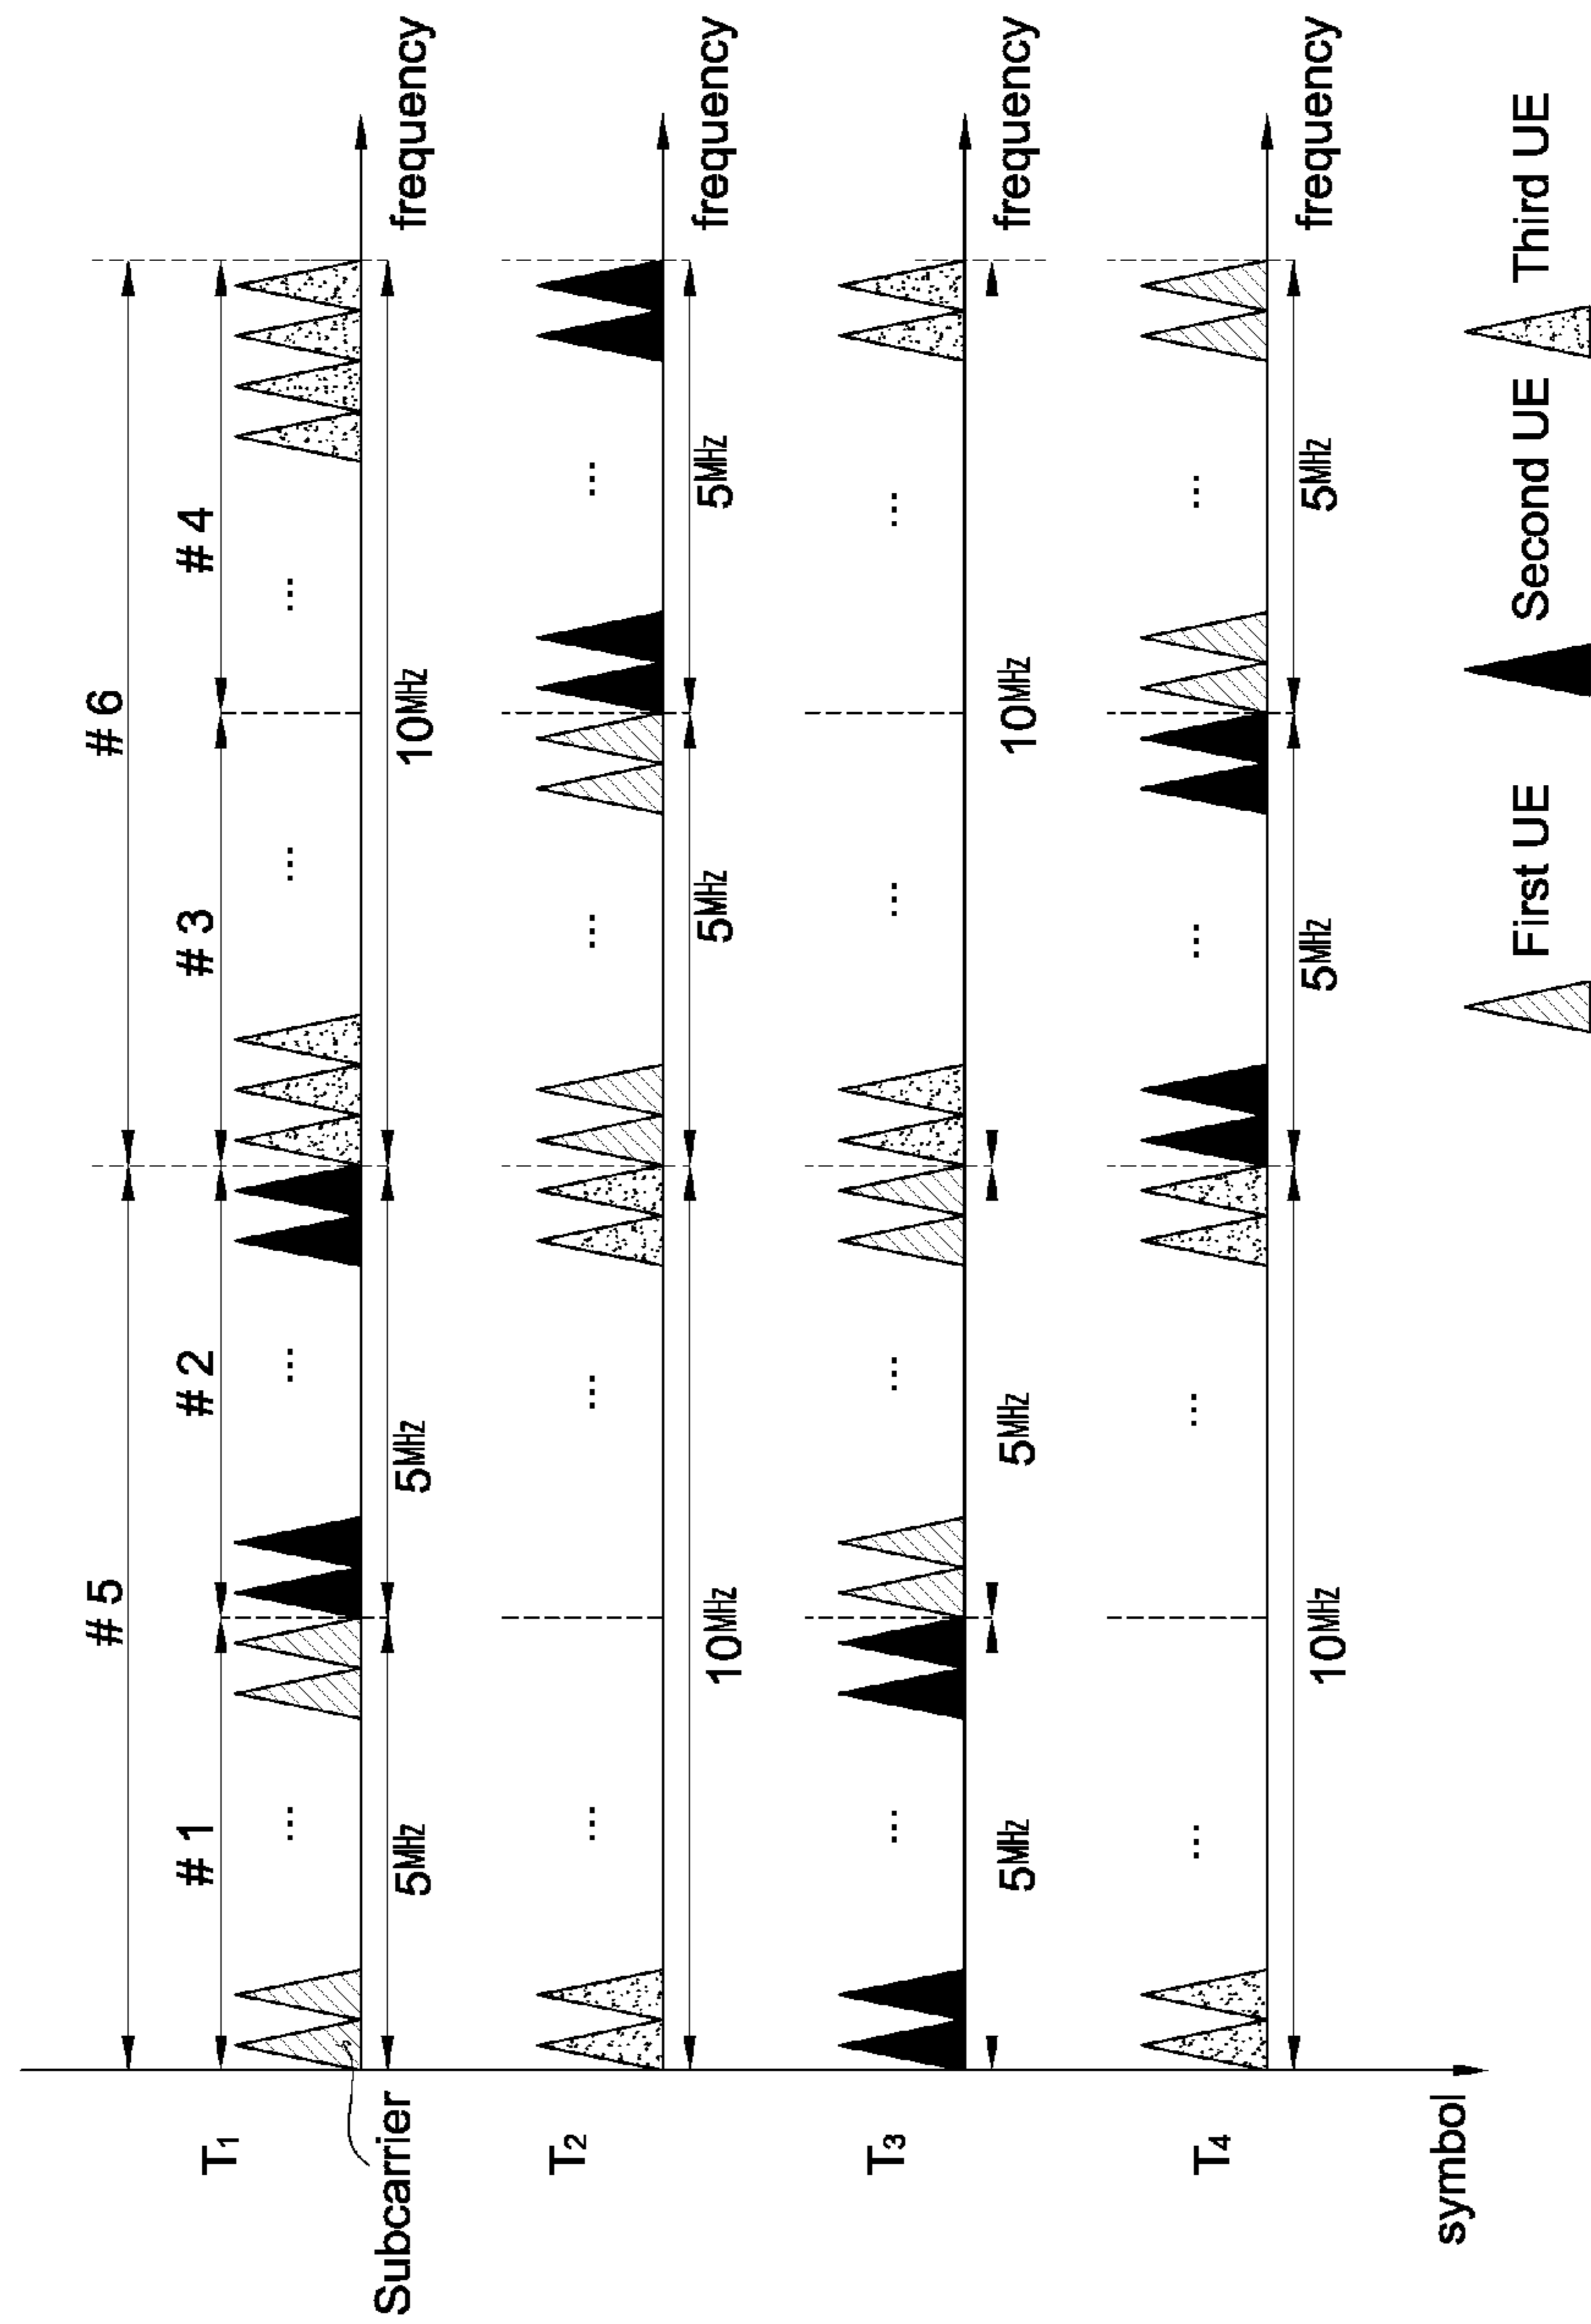 # 5
# 6
# 1
# 2
# 3
# 4
T1
...
...
...
...
Subcarrier
5MHz
5MHz
10MHz
frequency
T2
...
...
...
...
10MHz
5MHz
5MHz
frequency
T3
...
...
...
...
5MHz
5MHz
10MHz
frequency
T4
...
...
...
...
10MHz
5MHz
5MHz
frequency
symbol
First UE
Second UE
Third UE